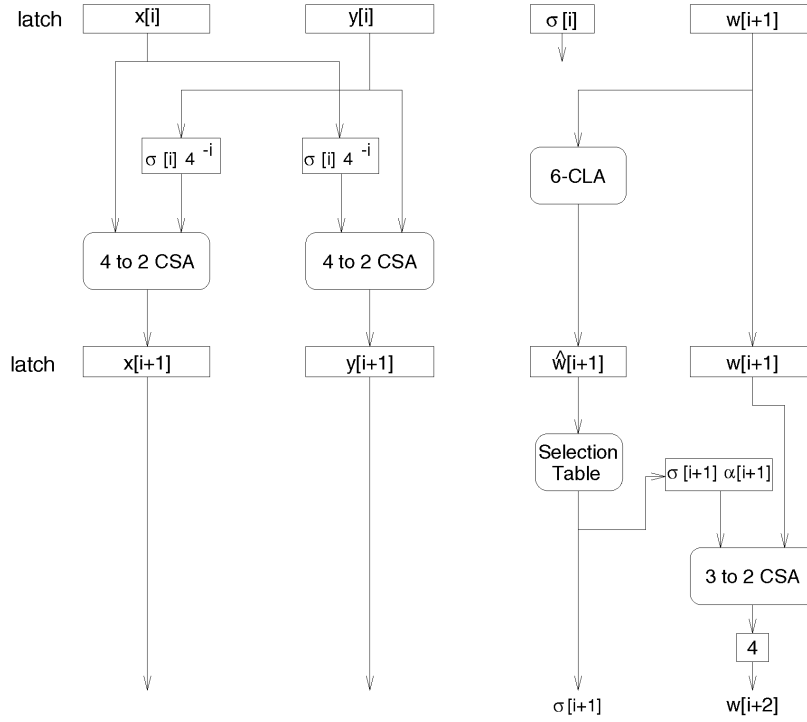 latch x[i] y[i] σ[i] w[i+1]
σ [i] 4 -i σ [i] 4 -i
6-CLA
4 to 2 CSA 4 to 2 CSA
latch x[i+1] y[i+1] ŵ[i+1] w[i+1]
Selection
Table
σ [i+1] α[i+1]
3 to 2 CSA
4
σ[i+1] w[i+2]